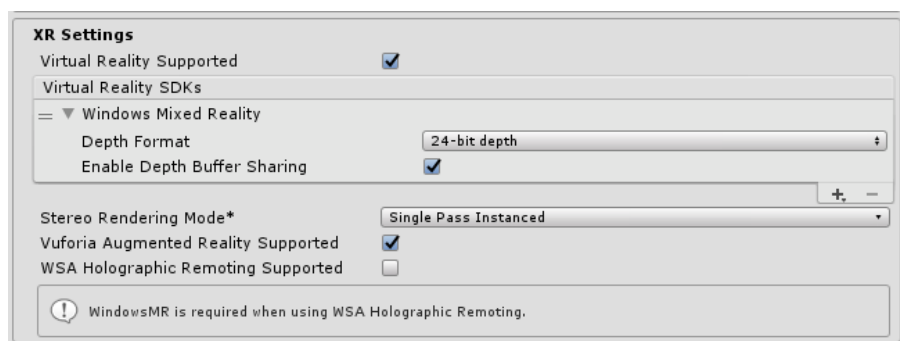 XR Settings
Virtual Reality Supported
Virtual Reality SDKs
Windows Mixed Reality
Depth Format 24-bit depth
Enable Depth Buffer Sharing
Stereo Rendering Mode* Single Pass Instanced
Vuforia Augmented Reality Supported
WSA Holographic Remoting Supported
WindowsMR is required when using WSA Holographic Remoting.